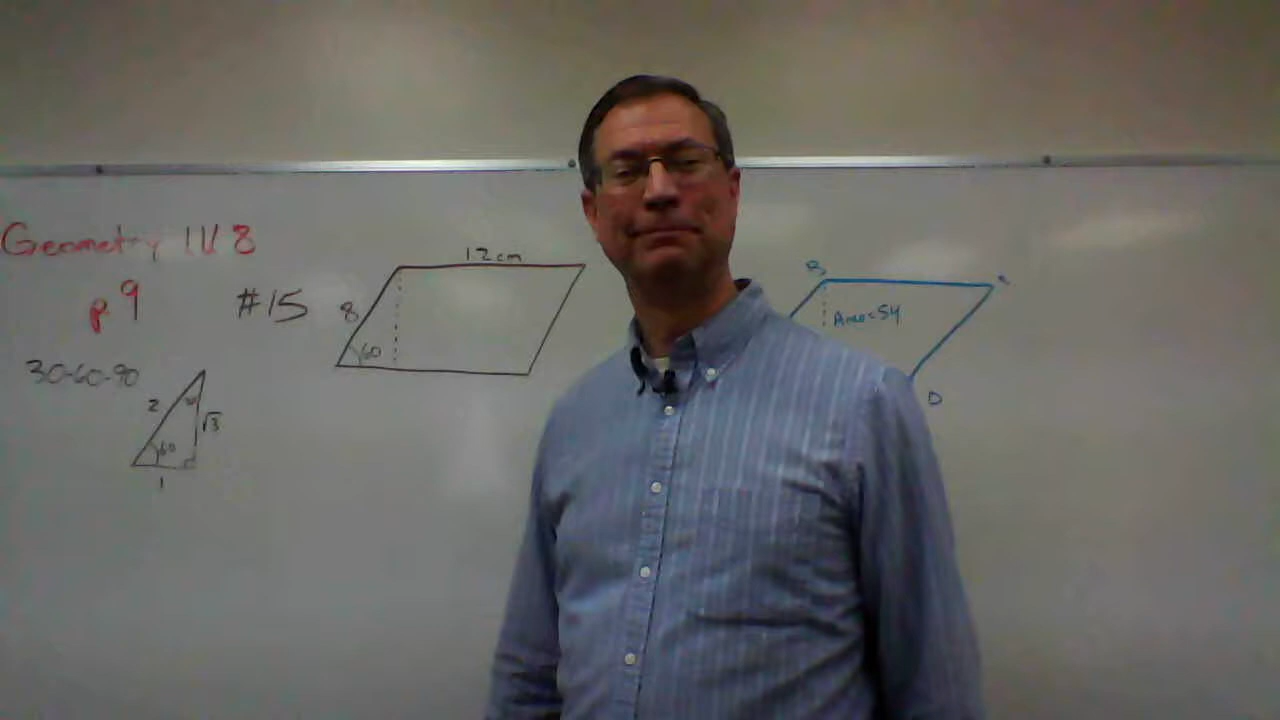 Geometry 11/8
p 9
#15
12 cm
8
60
30-60-90
2
√3
60
1
B
Area=54
D